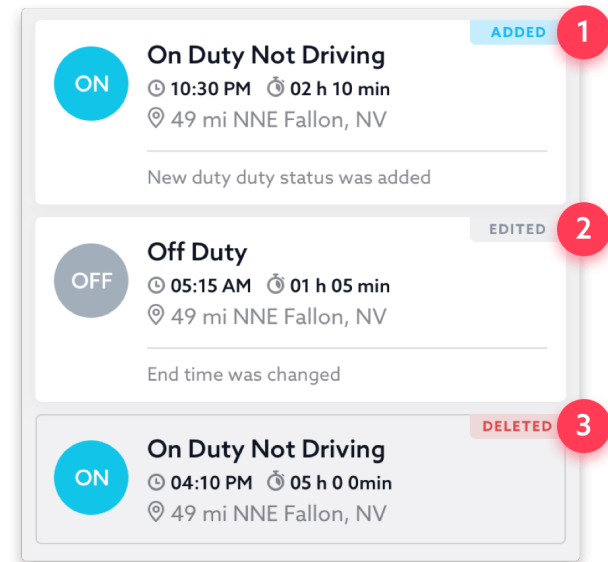 ADDED 1
ON
On Duty Not Driving
10:30 PM 02 h 10 min
49 mi NNE Fallon, NV
New duty duty status was added
EDITED 2
OFF
Off Duty
05:15 AM 01 h 05 min
49 mi NNE Fallon, NV
End time was changed
DELETED 3
ON
On Duty Not Driving
04:10 PM 05 h 0 0min
49 mi NNE Fallon, NV